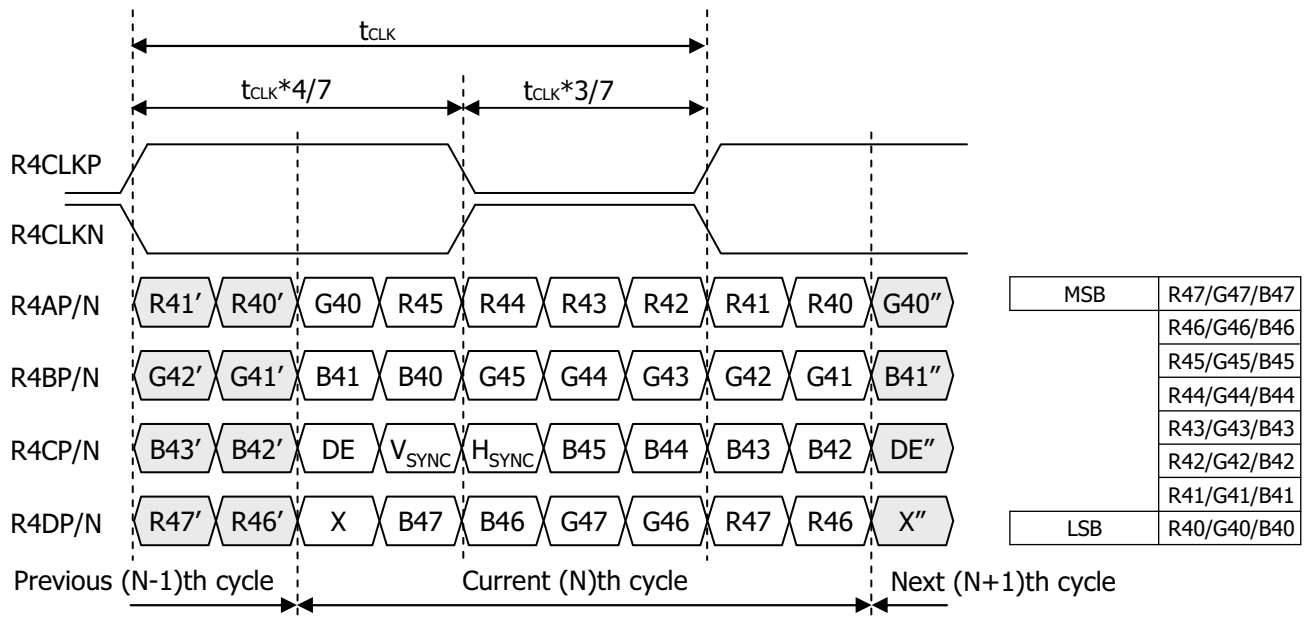 tCLK
tCLK*4/7 tCLK*3/7
R4CLKP
R4CLKN
R4AP/N R41′ R40′ G40 R45 R44 R43 R42 R41 R40 G40″
R4BP/N G42′ G41′ B41 B40 G45 G44 G43 G42 G41 B41″
R4CP/N B43′ B42′ DE VSYNC HSYNC B45 B44 B43 B42 DE″
R4DP/N R47′ R46′ X B47 B46 G47 G46 R47 R46 X″
Previous (N-1)th cycle Current (N)th cycle Next (N+1)th cycle
MSB R47/G47/B47
R46/G46/B46
R45/G45/B45
R44/G44/B44
R43/G43/B43
R42/G42/B42
R41/G41/B41
LSB R40/G40/B40